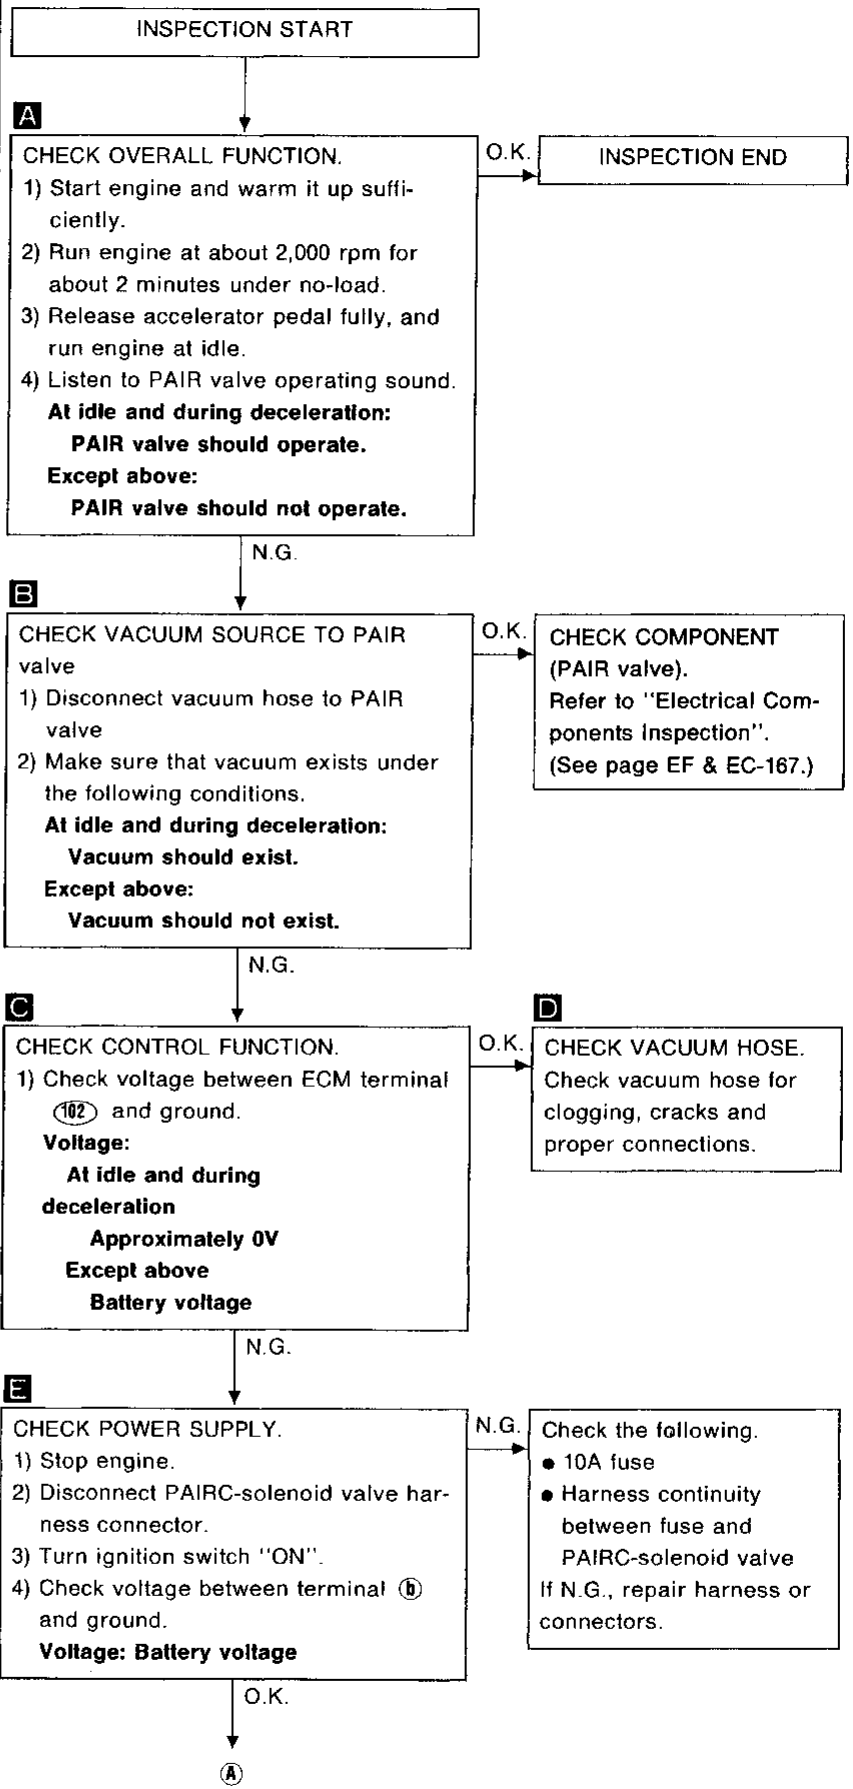 INSPECTION START
A
CHECK OVERALL FUNCTION.
1) Start engine and warm it up suffi-
ciently.
2) Run engine at about 2,000 rpm for
about 2 minutes under no-load.
3) Release accelerator pedal fully, and
run engine at idle.
4) Listen to PAIR valve operating sound.
At idle and during deceleration:
PAIR valve should operate.
Except above:
PAIR valve should not operate.
O.K.
INSPECTION END
N.G.
B
CHECK VACUUM SOURCE TO PAIR
valve
1) Disconnect vacuum hose to PAIR
valve
2) Make sure that vacuum exists under
the following conditions.
At idle and during deceleration:
Vacuum should exist.
Except above:
Vacuum should not exist.
O.K.
CHECK COMPONENT
(PAIR valve).
Refer to "Electrical Com-
ponents Inspection".
(See page EF & EC-167.)
N.G.
C
CHECK CONTROL FUNCTION.
1) Check voltage between ECM terminal
102 and ground.
Voltage:
At idle and during
deceleration
Approximately 0V
Except above
Battery voltage
O.K.
D
CHECK VACUUM HOSE.
Check vacuum hose for
clogging, cracks and
proper connections.
N.G.
E
CHECK POWER SUPPLY.
1) Stop engine.
2) Disconnect PAIRC-solenoid valve har-
ness connector.
3) Turn ignition switch "ON".
4) Check voltage between terminal ⓑ
and ground.
Voltage: Battery voltage
N.G.
Check the following.
● 10A fuse
● Harness continuity
between fuse and
PAIRC-solenoid valve
If N.G., repair harness or
connectors.
O.K.
Ⓐ